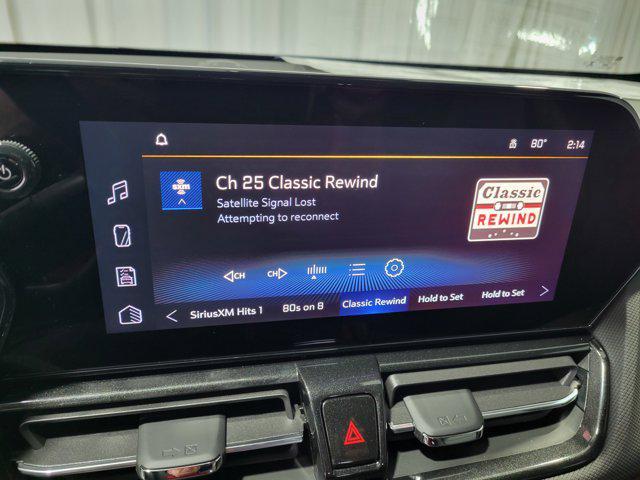 80° 2:14
sxm
Ch 25 Classic Rewind
Satellite Signal Lost
Attempting to reconnect
Classic
REWIND
CH CH
SiriusXM Hits 1 80s on 8 Classic Rewind Hold to Set Hold to Set